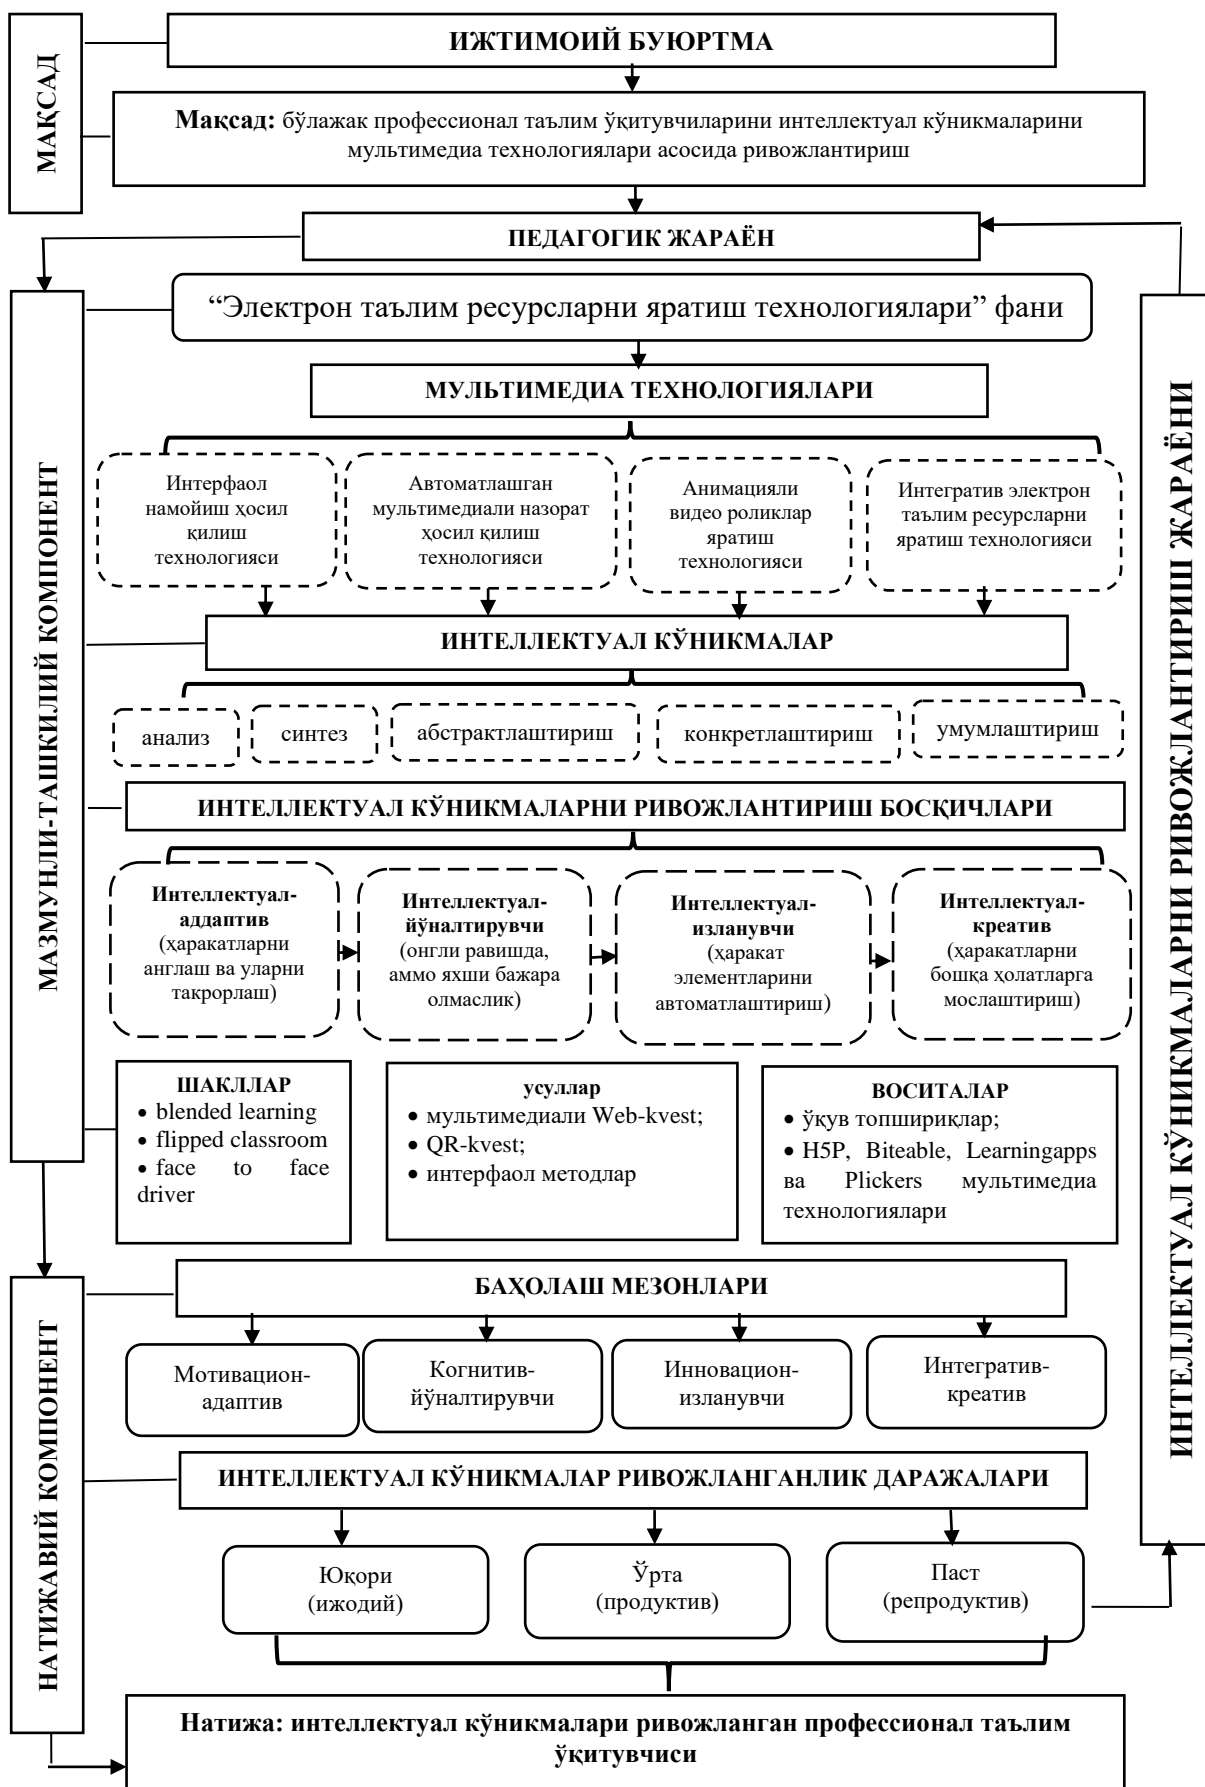 МАҚСАД
ИЖТИМОИЙ БУЮРТМА
Мақсад: бўлажак профессионал таълим ўқитувчиларини интеллектуал кўникмаларини
мультимедиа технологиялари асосида ривожлантириш
ПЕДАГОГИК ЖАРАЁН
МАЗМУНЛИ-ТАШКИЛИЙ КОМПОНЕНТ
“Электрон таълим ресурсларни яратиш технологиялари” фани
МУЛЬТИМЕДИА ТЕХНОЛОГИЯЛАРИ
Интерфаол
намойиш ҳосил
қилиш
технологияси
Автоматлашган
мультимедиали назорат
ҳосил қилиш
технологияси
Анимацияли
видео роликлар
яратиш
технологияси
Интегратив электрон
таълим ресурсларни
яратиш технологияси
ИНТЕЛЛЕКТУАЛ КЎНИКМАЛАР
анализ
синтез
абстрактлаштириш
конкретлаштириш
умумлаштириш
ИНТЕЛЛЕКТУАЛ КЎНИКМАЛАРНИ РИВОЖЛАНТИРИШ БОСҚИЧЛАРИ
Интеллектуал-
аддаптив
(ҳаракатларни
англаш ва уларни
такрорлаш)
Интеллектуал-
йўналтирувчи
(онгли равишда,
аммо яхши бажара
олмаслик)
Интеллектуал-
изланувчи
(ҳаракат
элементларини
автоматлаштириш)
Интеллектуал-
креатив
(ҳаракатларни
бошқа ҳолатларга
мослаштириш)
ШАКЛЛАР
• blended learning
• flipped classroom
• face to face
driver
усуллар
• мультимедиали Web-kvest;
• QR-kvest;
• интерфаол методлар
ВОСИТАЛАР
• ўқув топшириқлар;
• H5P, Biteable, Learningapps
ва Plickers мультимедиа
технологиялари
ИНТЕЛЛЕКТУАЛ КЎНИКМАЛАРНИ РИВОЖЛАНТИРИШ ЖАРАЁНИ
НАТИЖАВИЙ КОМПОНЕНТ
БАҲОЛАШ МЕЗОНЛАРИ
Мотивацион-
адаптив
Когнитив-
йўналтирувчи
Инновацион-
изланувчи
Интегратив-
креатив
ИНТЕЛЛЕКТУАЛ КЎНИКМАЛАР РИВОЖЛАНГАНЛИК ДАРАЖАЛАРИ
Юқори
(ижодий)
Ўрта
(продуктив)
Паст
(репродуктив)
Натижа: интеллектуал кўникмалари ривожланган профессионал таълим
ўқитувчиси